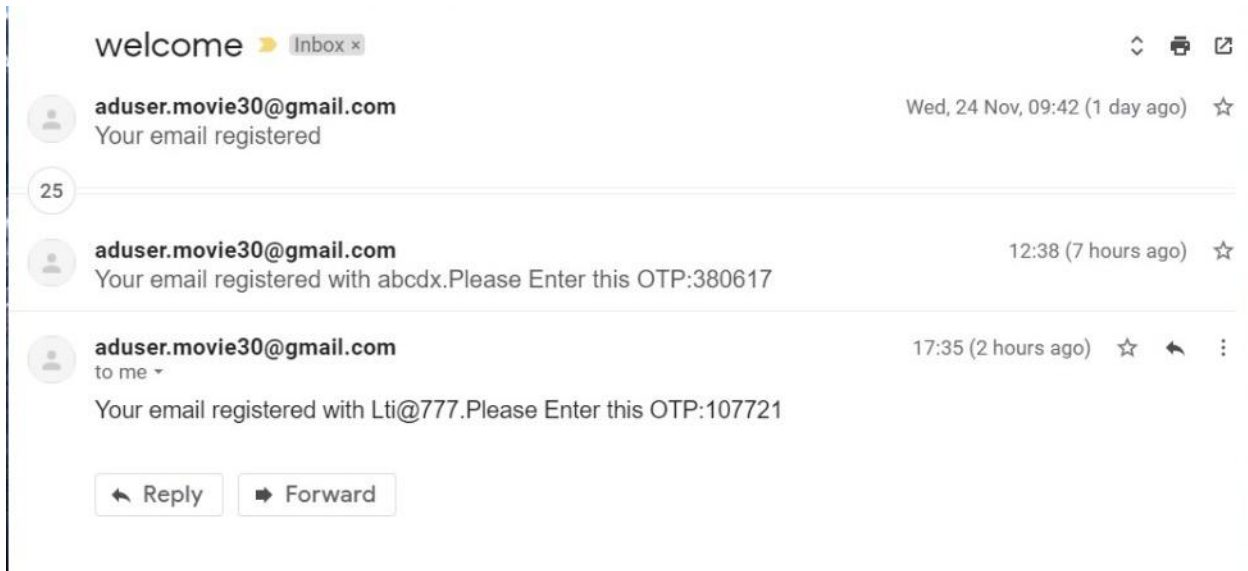 welcome Inbox ×
aduser.movie30@gmail.com Wed, 24 Nov, 09:42 (1 day ago)
Your email registered
25
aduser.movie30@gmail.com 12:38 (7 hours ago)
Your email registered with abcdx.Please Enter this OTP:380617
aduser.movie30@gmail.com 17:35 (2 hours ago)
to me
Your email registered with Lti@777.Please Enter this OTP:107721
Reply Forward